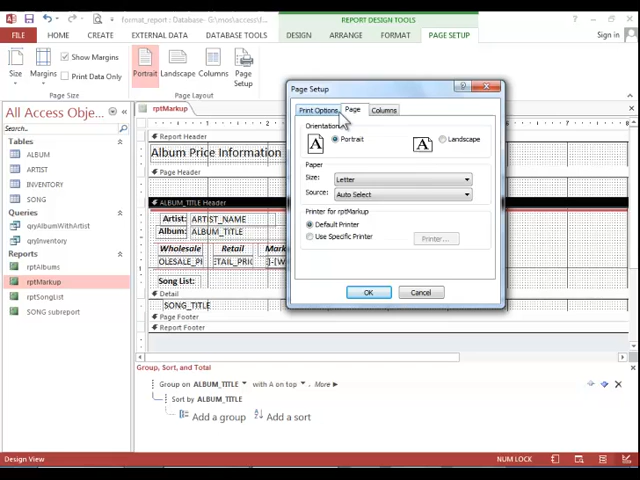 format_report : Database- G:\mos\access\f...
REPORT DESIGN TOOLS
Sign in
FILE HOME CREATE EXTERNAL DATA DATABASE TOOLS DESIGN ARRANGE FORMAT PAGE SETUP
Size
Margins
Show Margins
Print Data Only
Portrait
Landscape
Columns
Page
Setup
Page Size
Page Layout
All Access Obje...
Search...
Tables
ALBUM
ARTIST
INVENTORY
SONG
Queries
qryAlbumWithArtist
qryInventory
Reports
rptAlbums
rptMarkup
rptSongList
SONG subreport
rptMarkup
Report Header
Album Price Information
Page Header
ALBUM_TITLE Header
Artist: ARTIST_NAME
Album: ALBUM_TITLE
Wholesale Retail Mark
OLESALE_P ETAIL_PRIC E]-[W
Song List:
Detail
SONG_TITLE
Page Footer
Report Footer
Page Setup
Print Options Page Columns
Orientation
Portrait
Landscape
Paper
Size: Letter
Source: Auto Select
Printer for rptMarkup
Default Printer
Use Specific Printer
Printer...
OK Cancel
Group, Sort, and Total
Group on ALBUM_TITLE with A on top , More
Sort by ALBUM_TITLE
Add a group Add a sort
Design View
NUM LOCK